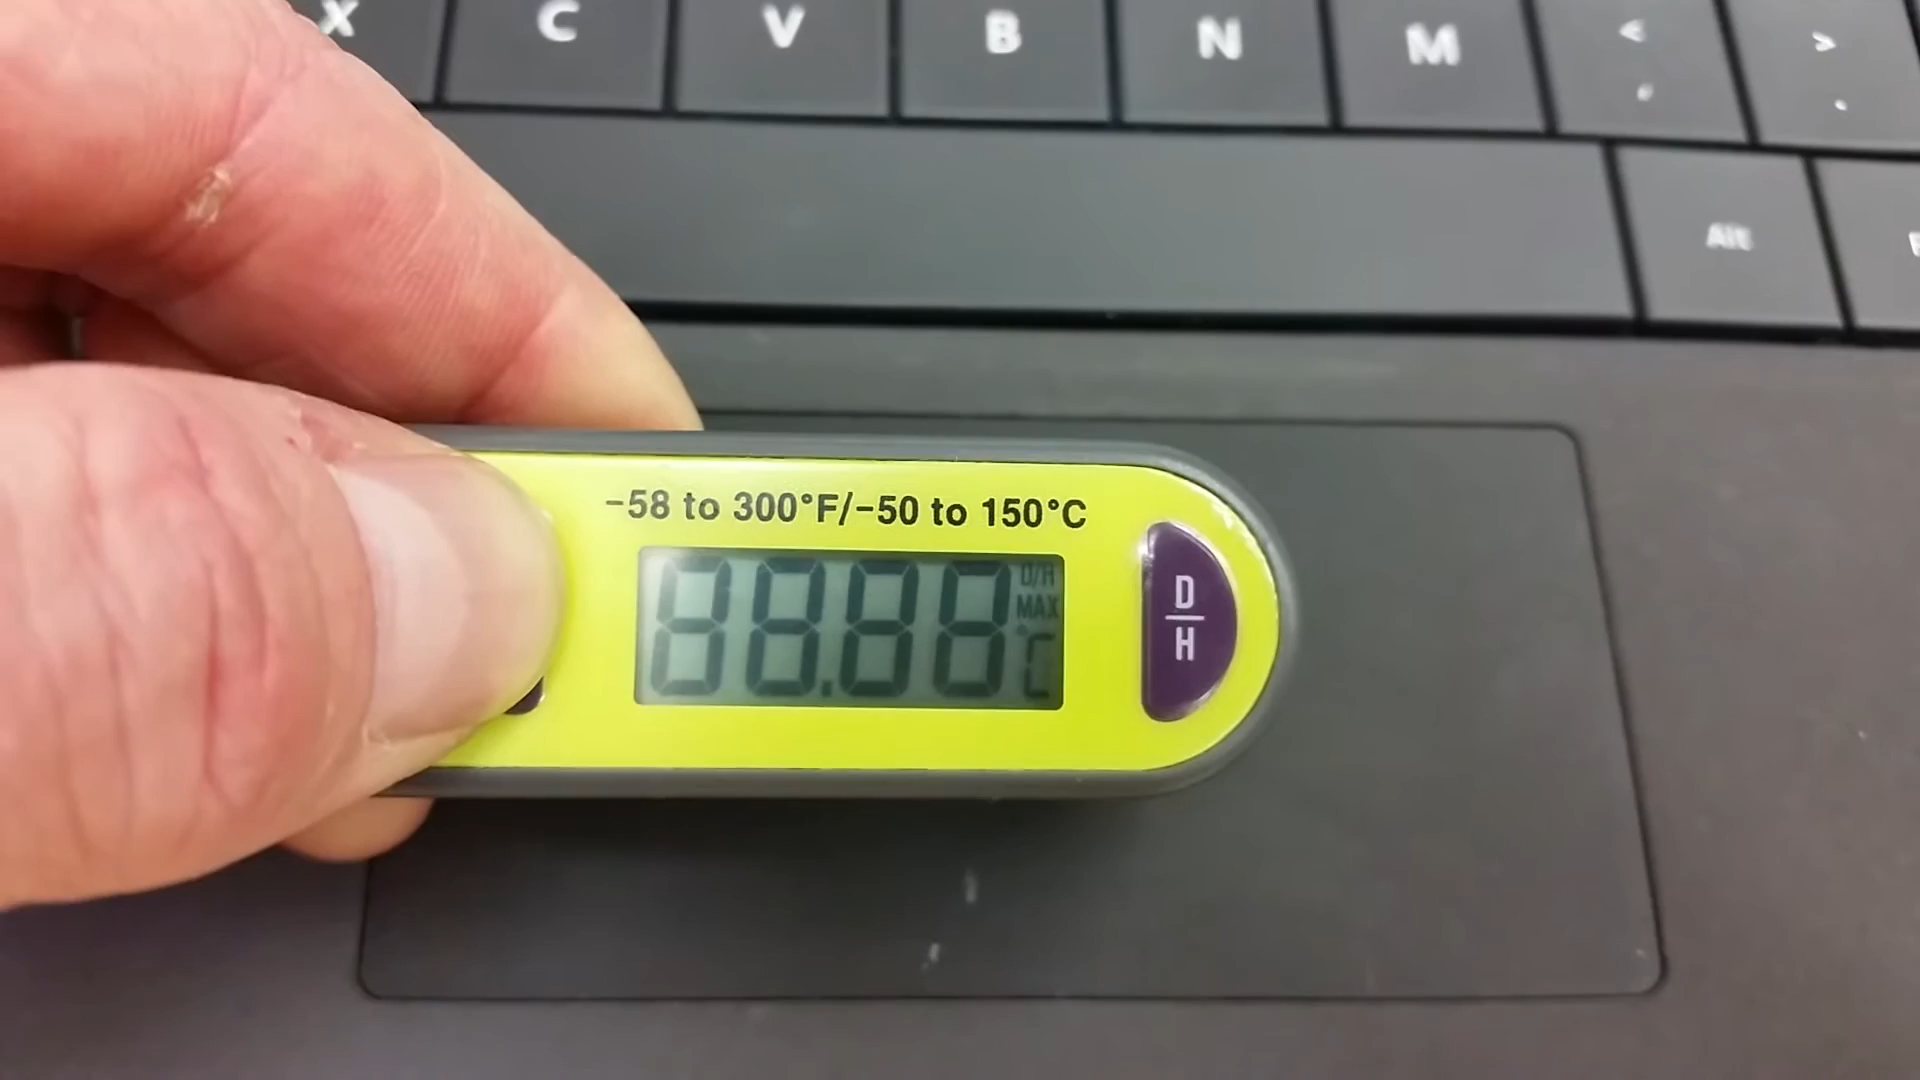 X C V B N M < >
, .
Alt
-58 to 300°F/-50 to 150°C
88.88
D/H
MAX
°C
D
H